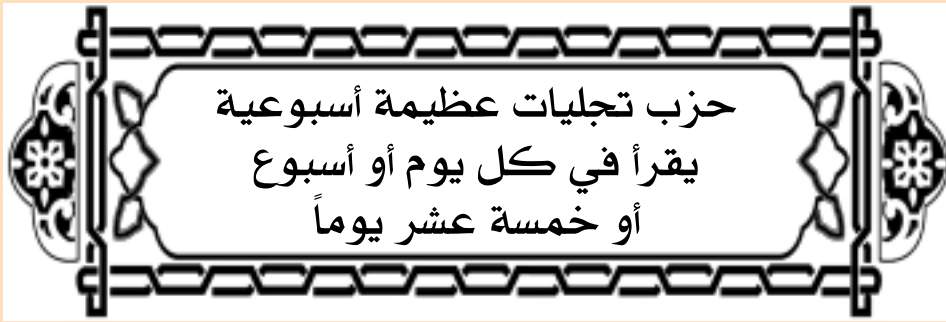 حزب تجليات عظيمة أسبوعية
يقرأ في كل يوم أو أسبوع
أو خمسة عشر يوماً